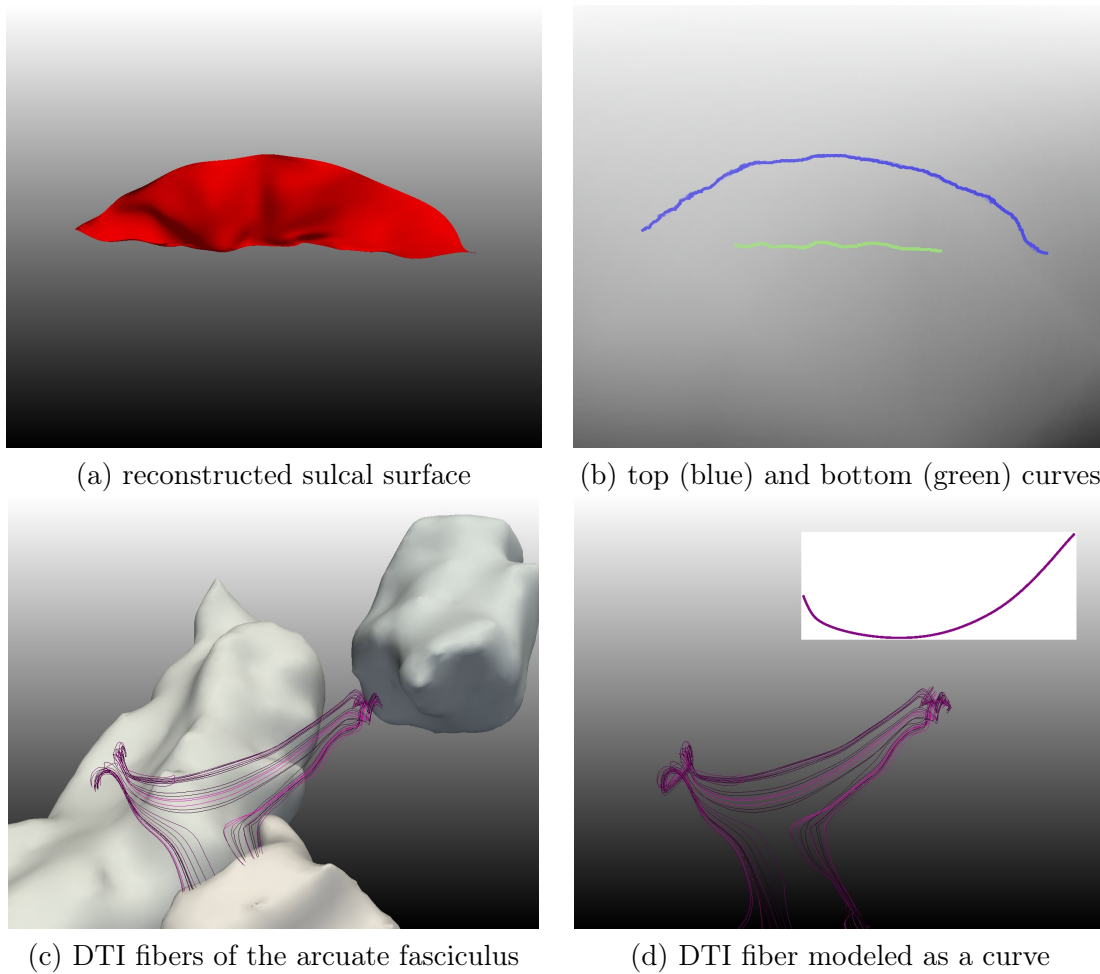 (a) reconstructed sulcal surface
(b) top (blue) and bottom (green) curves
(c) DTI fibers of the arcuate fasciculus
(d) DTI fiber modeled as a curve